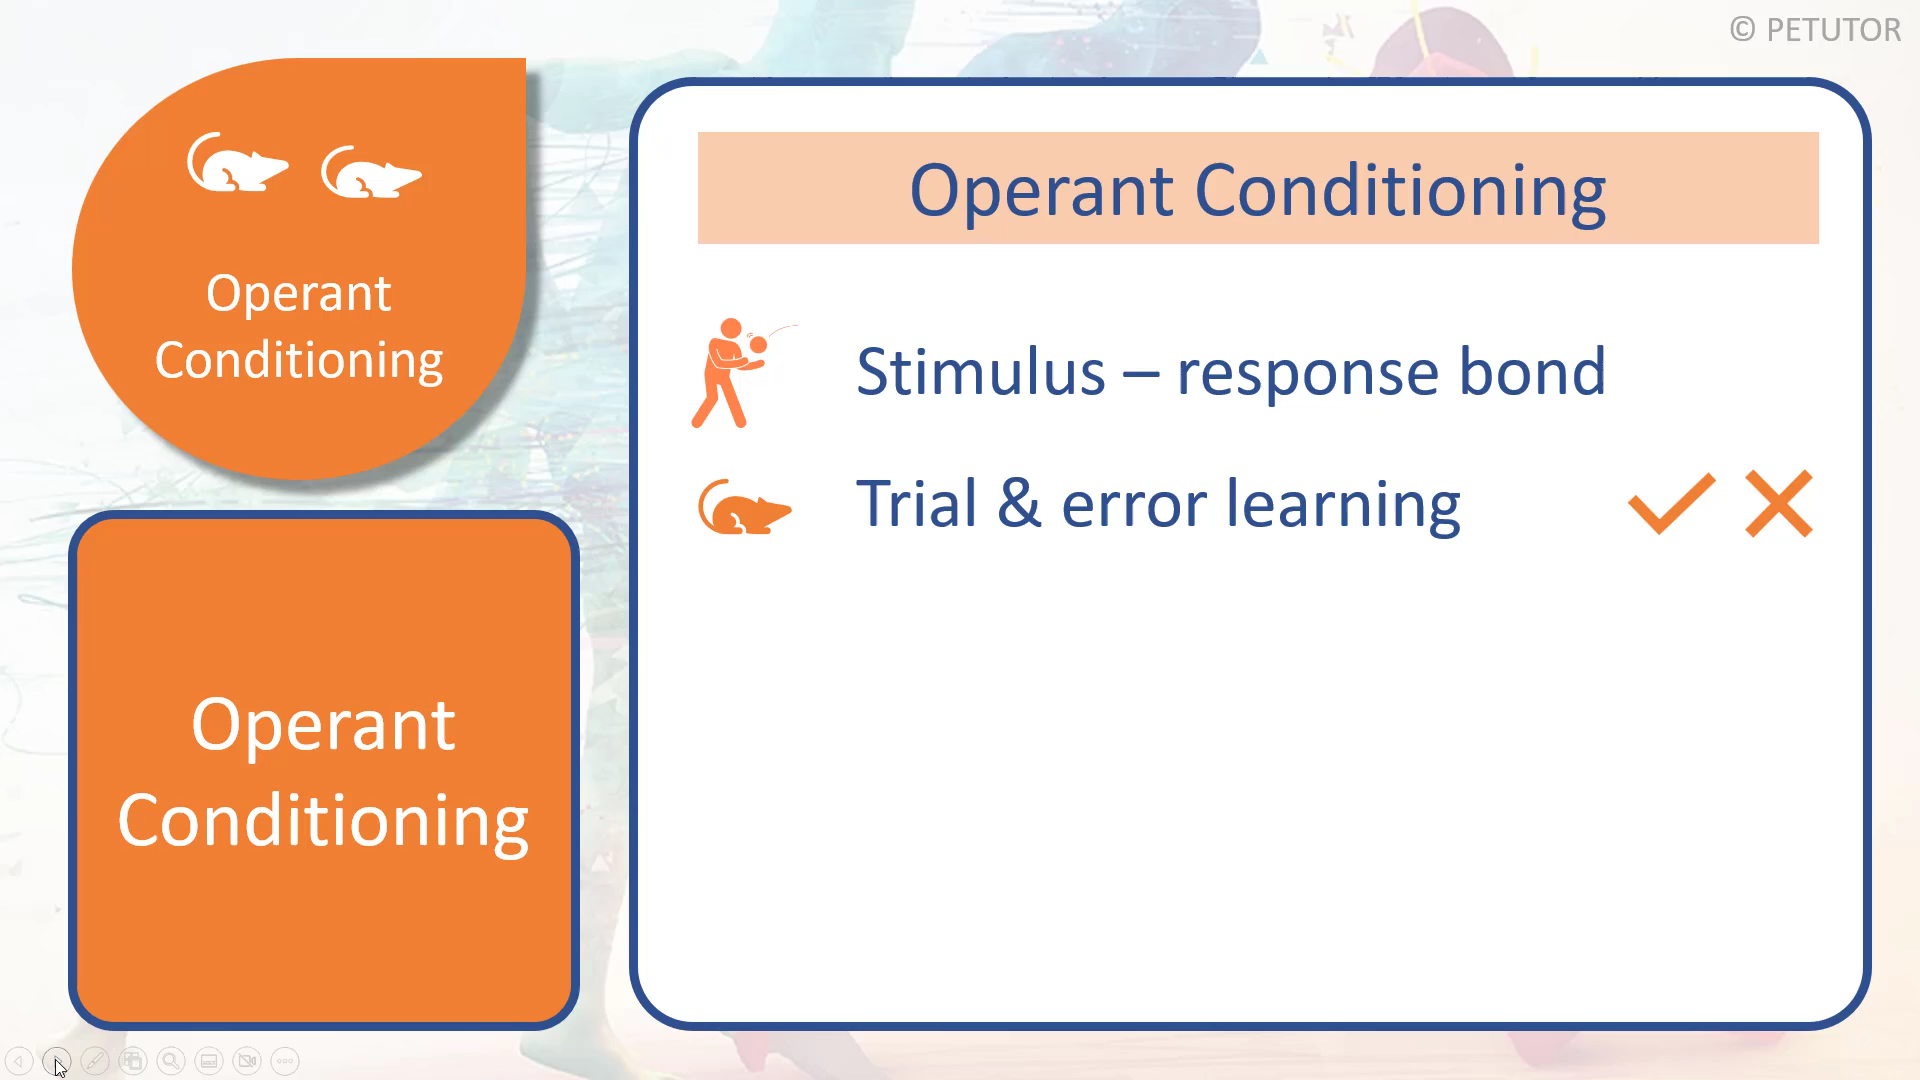 © PETUTOR
Operant
Conditioning
Operant
Conditioning
Operant Conditioning
Stimulus – response bond
Trial & error learning